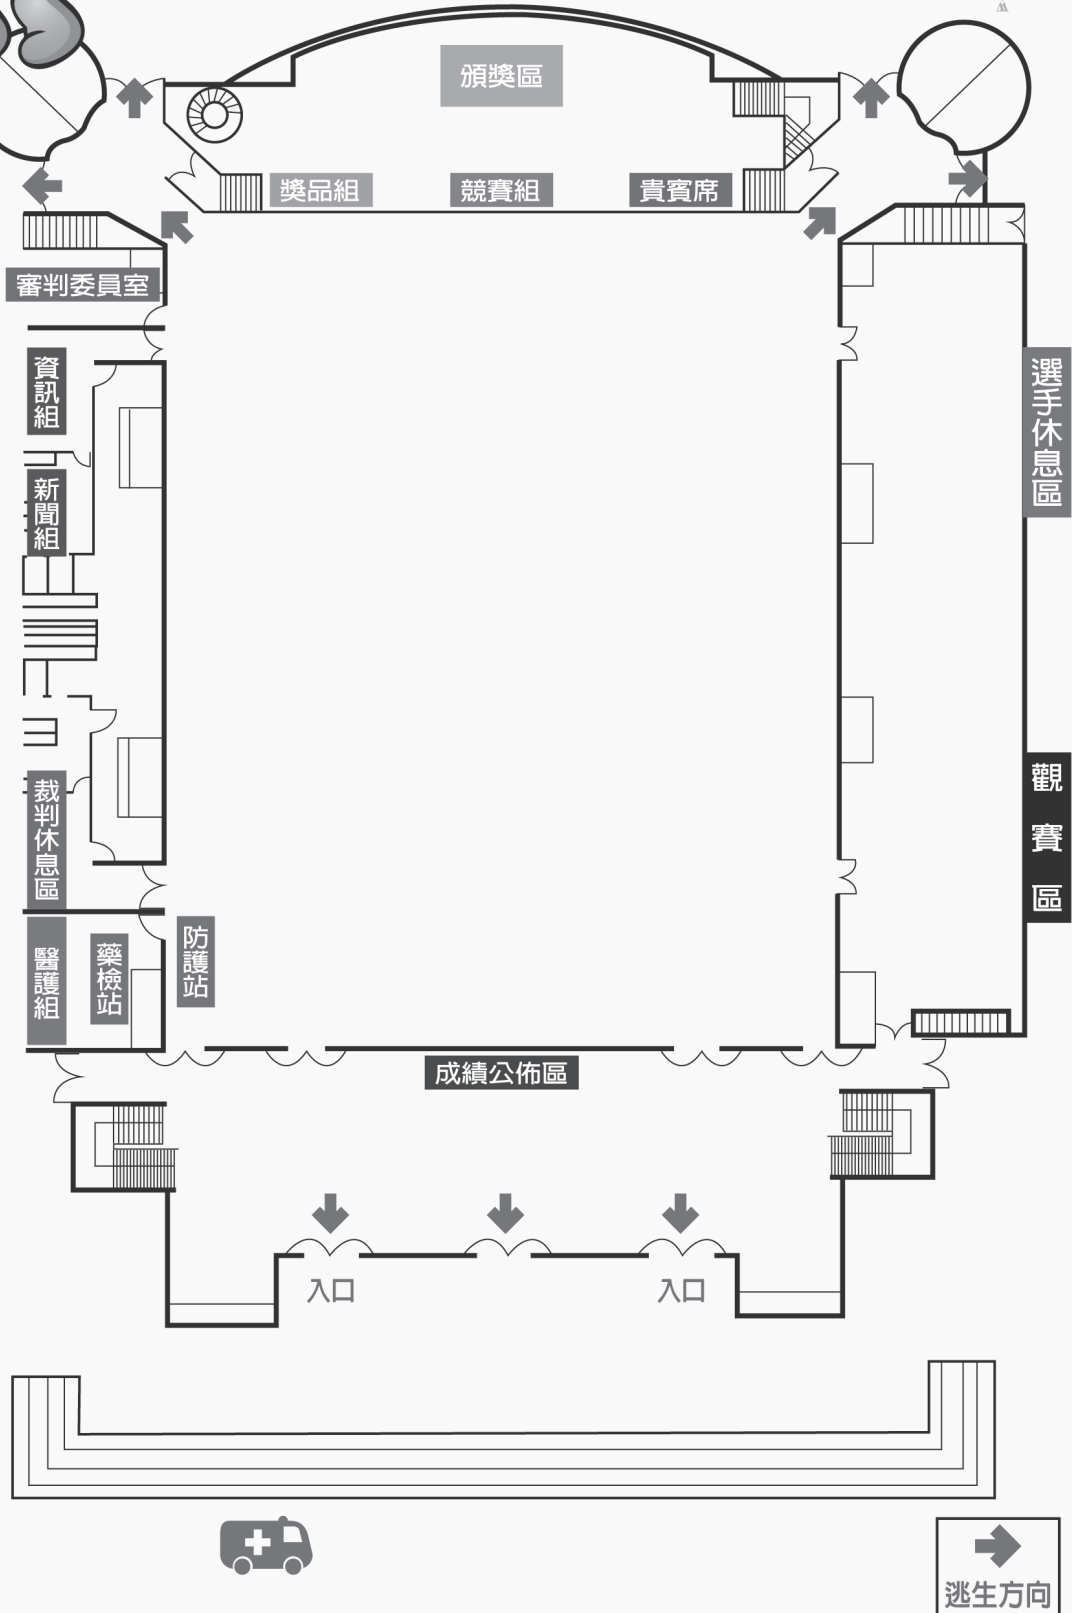 頒獎區
獎品組
競賽組
貴賓席
審判委員室
資訊組
新聞組
選手休息區
觀賽區
裁判休息區
醫護組
藥檢站
防護站
成績公佈區
入口
入口
逃生方向